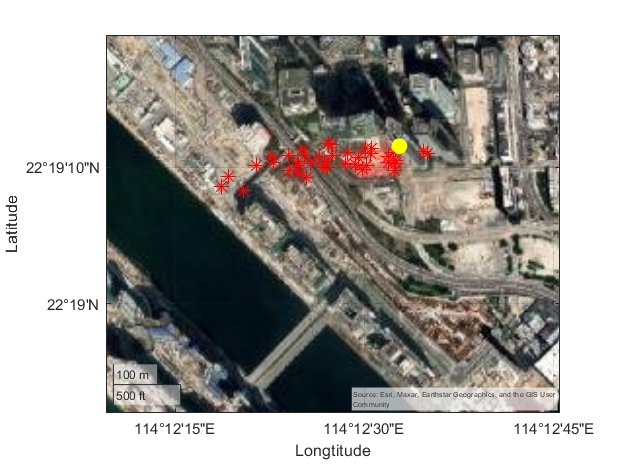 Latitude
22°19'10"N
22°19'N
100 m
500 ft
Source: Esri, Maxar, Earthstar Geographics, and the GIS User
Community
114°12'15"E
114°12'30"E
114°12'45"E
Longtitude